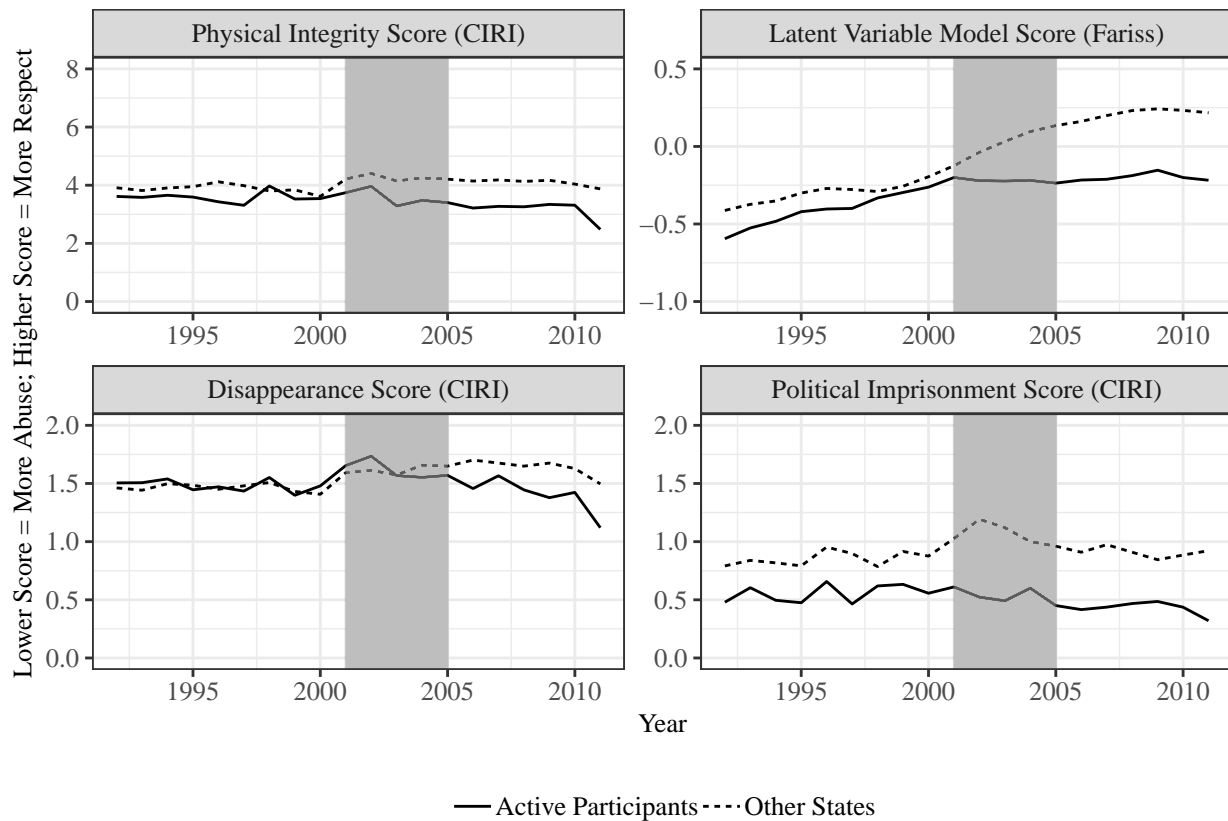 Lower Score = More Abuse; Higher Score = More Respect
Physical Integrity Score (CIRI)
8
6
4
2
0
1995 2000 2005 2010
Latent Variable Model Score (Fariss)
0.5
0.0
−0.5
−1.0
1995 2000 2005 2010
Disappearance Score (CIRI)
2.0
1.5
1.0
0.5
0.0
1995 2000 2005 2010
Political Imprisonment Score (CIRI)
2.0
1.5
1.0
0.5
0.0
1995 2000 2005 2010
Year
Active Participants Other States